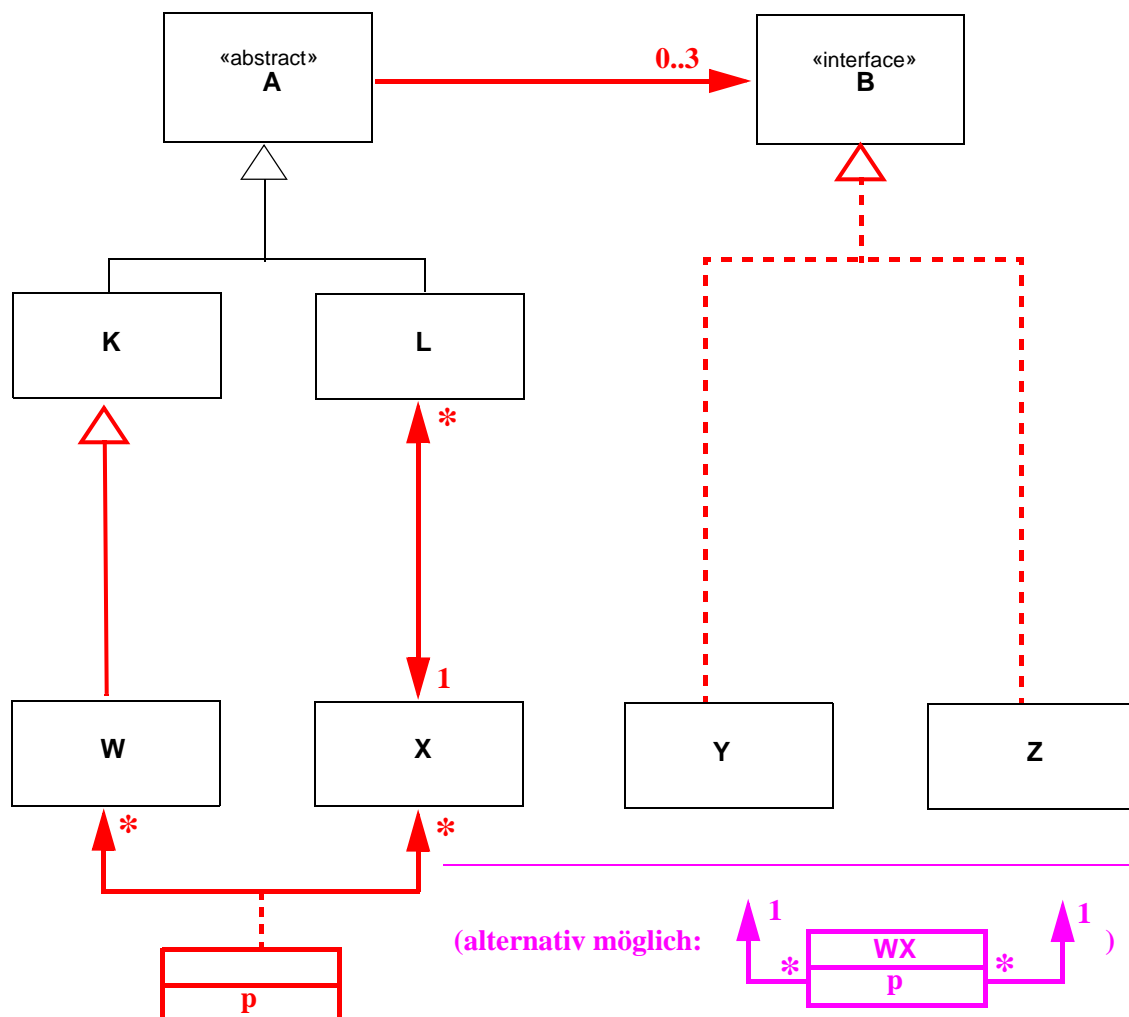 «abstract»
A
0..3
«interface»
B
K
L
*
1
W
X
Y
Z
*
*
p
(alternativ möglich:
1
1
)
WX
*
*
p